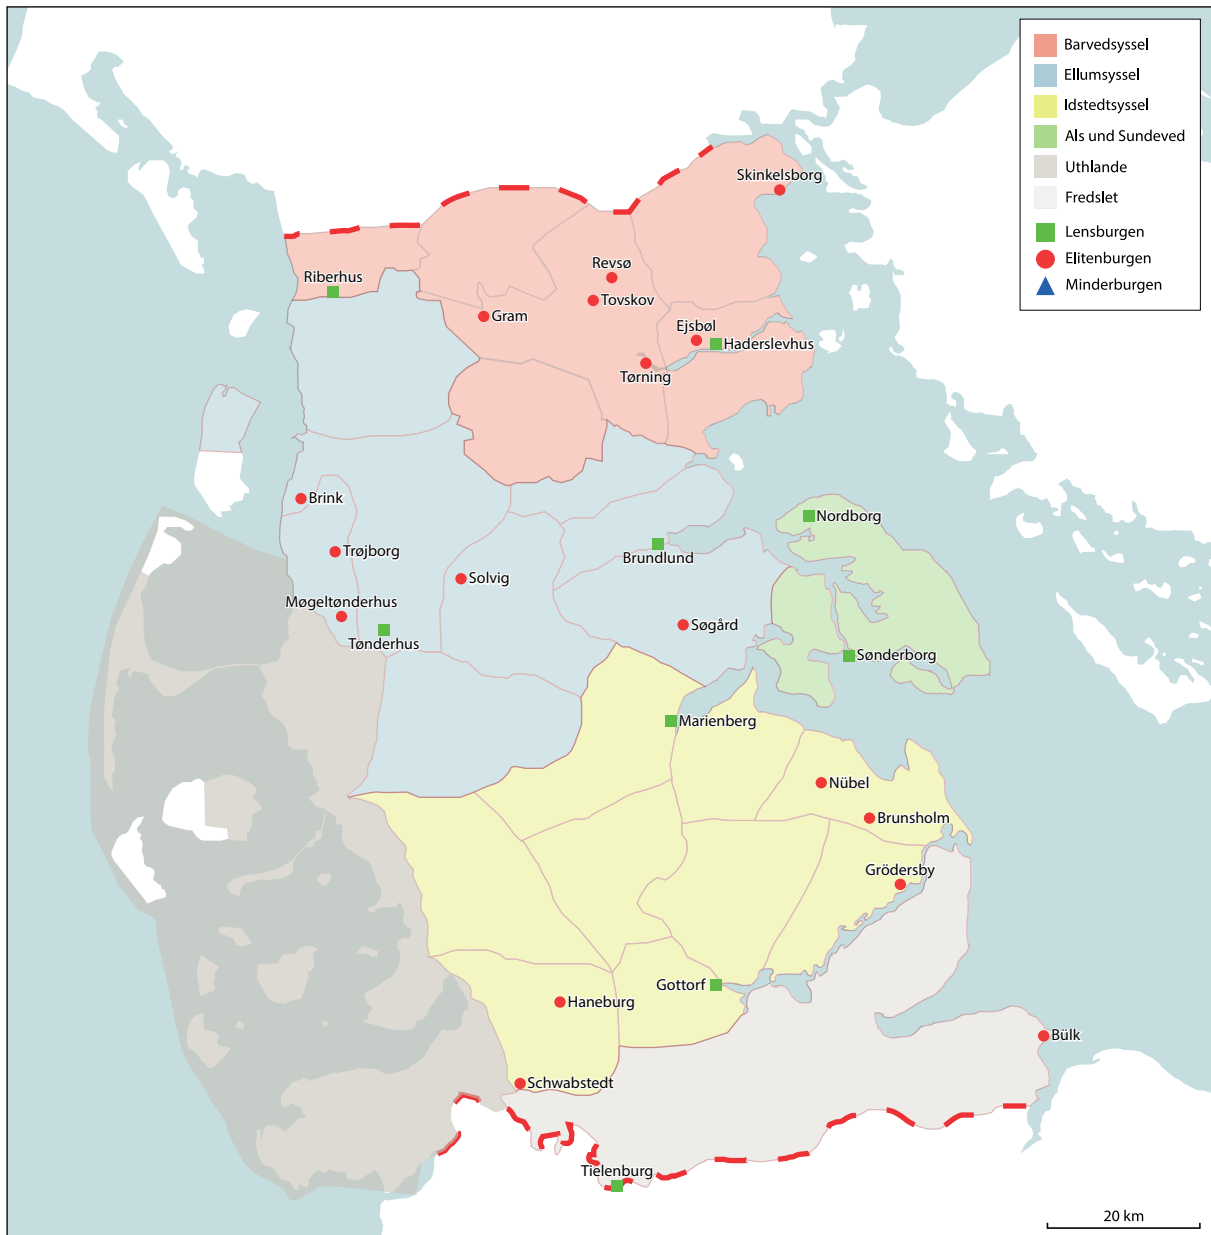 Barvedsyssel
Ellumsyssel
Idstedtsyssel
Als und Sundeved
Uthlande
Fredslet
Lensburgen
Elitenburgen
Minderburgen
Skinkelsborg
Revsø
Riberhus
Tovskov
Gram
Ejsbøl
Haderslevhus
Tørning
Brink
Nordborg
Trøjborg
Brundlund
Solvig
Møgeltønderhus
Søgård
Tønderhus
Sønderborg
Marienberg
Nübel
Brunsholm
Grödersby
Gottorf
Haneburg
Bülk
Schwabstedt
Tielenburg
20 km